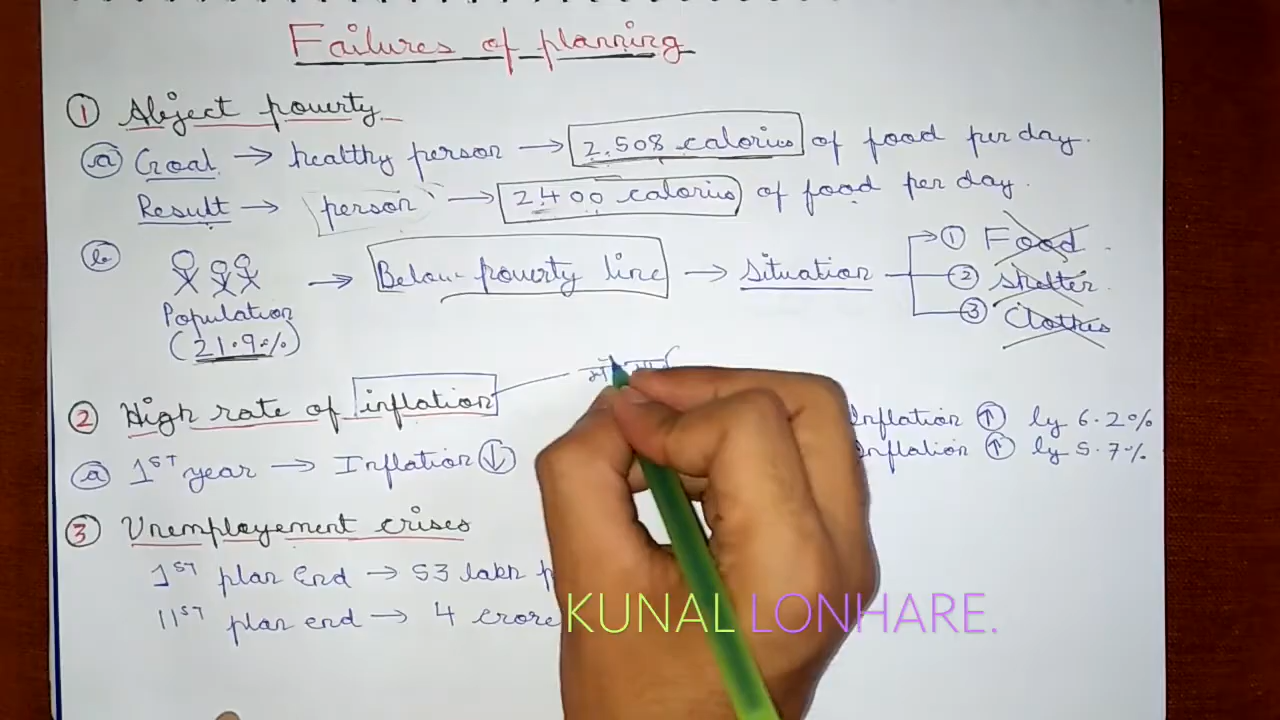 Failures of planning
① Abject poverty
ⓐ Goal → healthy person → 2,508 calories of food per day.
Result → person → 2,400 calories of food per day.
ⓑ → Below poverty line → Situation ① Food
② Shelter
③ Clothes
Population
(21.9%)
② High rate of inflation
Inflation ↑ by 6.2%
ⓐ 1ST year → Inflation ↓
Inflation ↑ by 5.7%
③ Unemployement crises
1ST plan End → 53 lakh
11ST plan end → 4 crore
KUNAL LONHARE.